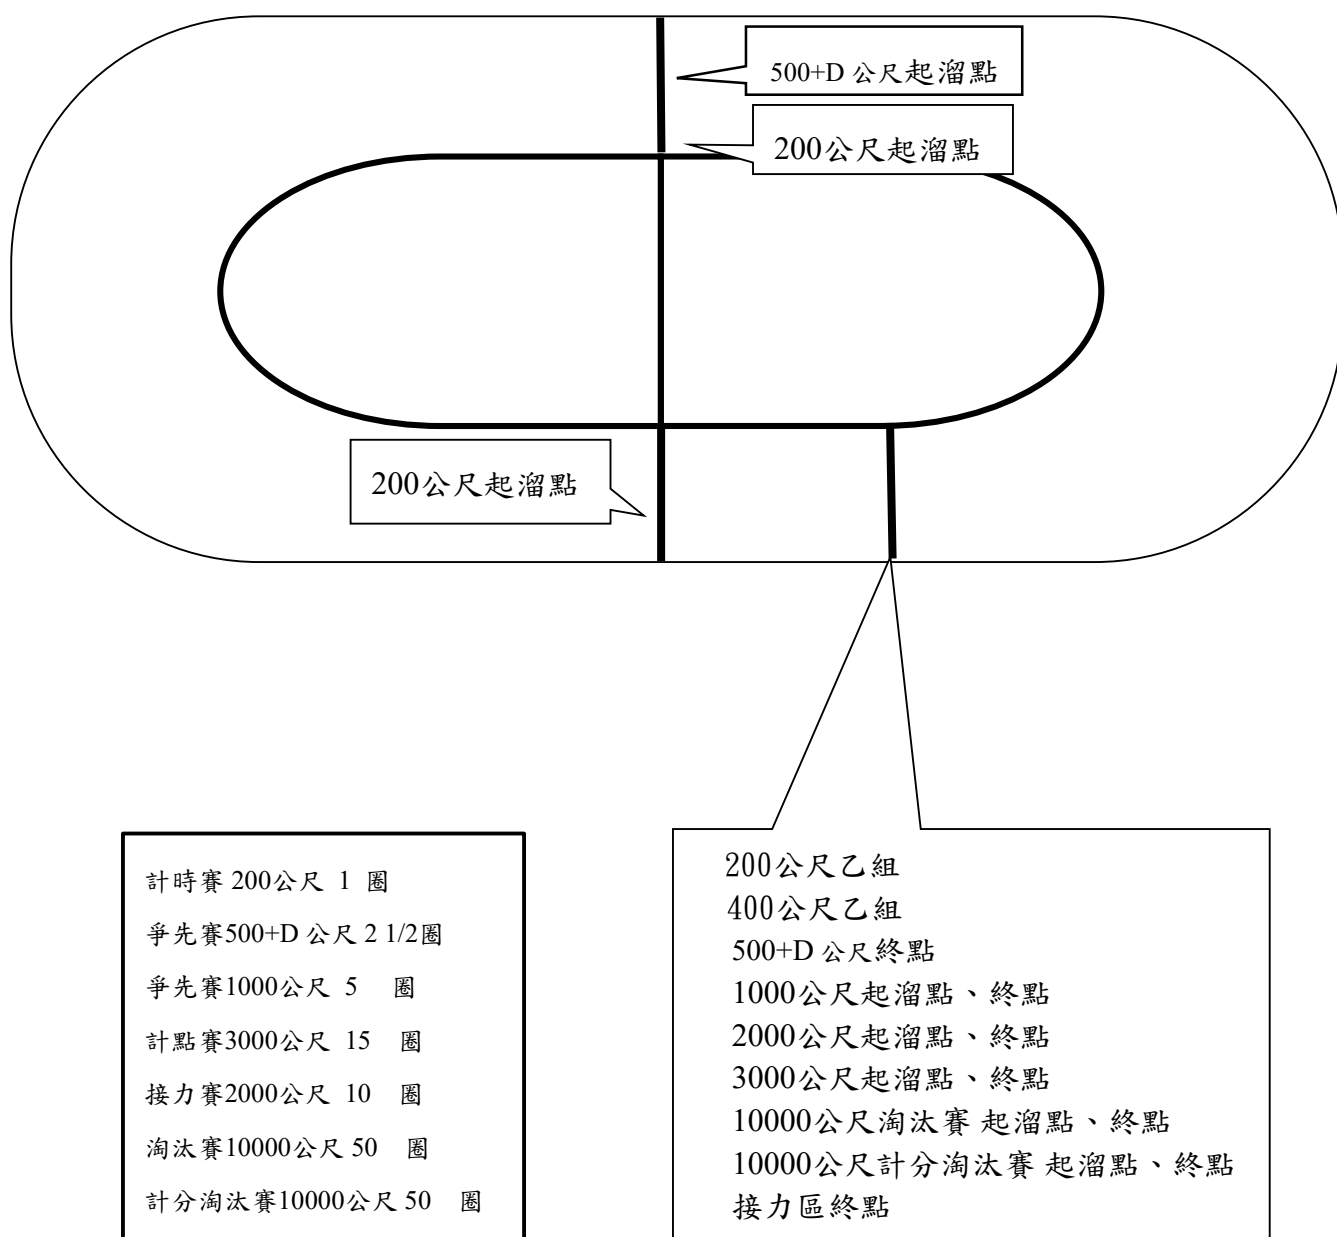 500+D 公尺起溜點
200公尺起溜點
200公尺起溜點
計時賽 200公尺 1 圈
爭先賽500+D 公尺 2 1/2圈
爭先賽1000公尺 5 圈
計點賽3000公尺 15 圈
接力賽2000公尺 10 圈
淘汰賽10000公尺 50 圈
計分淘汰賽10000公尺 50 圈
200公尺乙組
400公尺乙組
500+D 公尺終點
1000公尺起溜點、終點
2000公尺起溜點、終點
3000公尺起溜點、終點
10000公尺淘汰賽 起溜點、終點
10000公尺計分淘汰賽 起溜點、終點
接力區終點